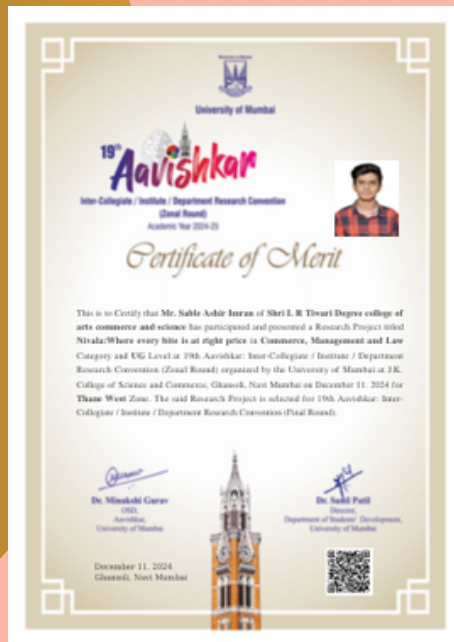 University of Mumbai
19th
Aavishkar
Inter-Collegiate / Institute / Department Research Convention
(Zonal Round)
Academic Year 2024-25
Certificate of Merit
This is to Certify that Mr. Sable Ashir Imran of Shri L R Tiwari Degree college of
arts commerce and science has participated and presented a Research Project titled
Nivala:Where every bite is at right price in Commerce, Management and Law
Category and UG Level at 19th Aavishkar: Inter-Collegiate / Institute / Department
Research Convention (Zonal Round) organized by the University of Mumbai at J.K.
College of Science and Commerce, Ghansoli, Navi Mumbai on December 11. 2024 for
Thane West Zone. The said Research Project is selected for 19th Aavishkar: Inter-
Collegiate / Institute / Department Research Convention (Final Round).
Dr. Minakshi Gurav
OSD,
Aavishkar,
University of Mumbai
Dr. Sunil Patil
Director,
Department of Students' Development,
University of Mumbai
December 11. 2024
Ghansoli, Navi Mumbai